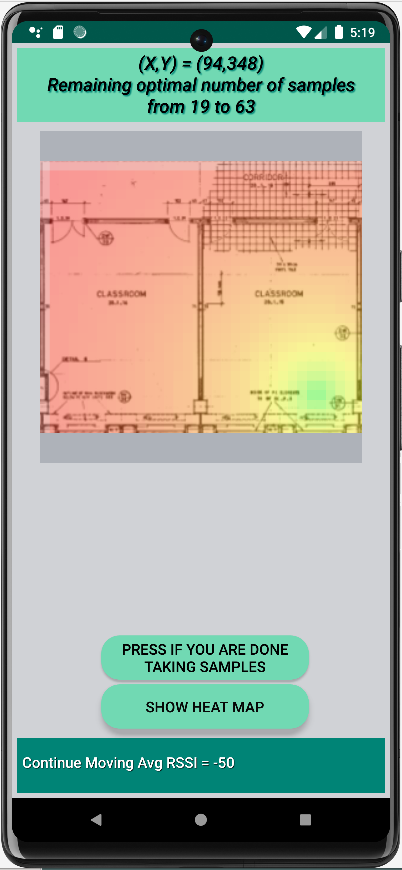 5:19
(X,Y) = (94,348)
Remaining optimal number of samples
from 19 to 63
CORRIDOR
CLASSROOM
CLASSROOM
PRESS IF YOU ARE DONE
TAKING SAMPLES
SHOW HEAT MAP
Continue Moving Avg RSSI = -50